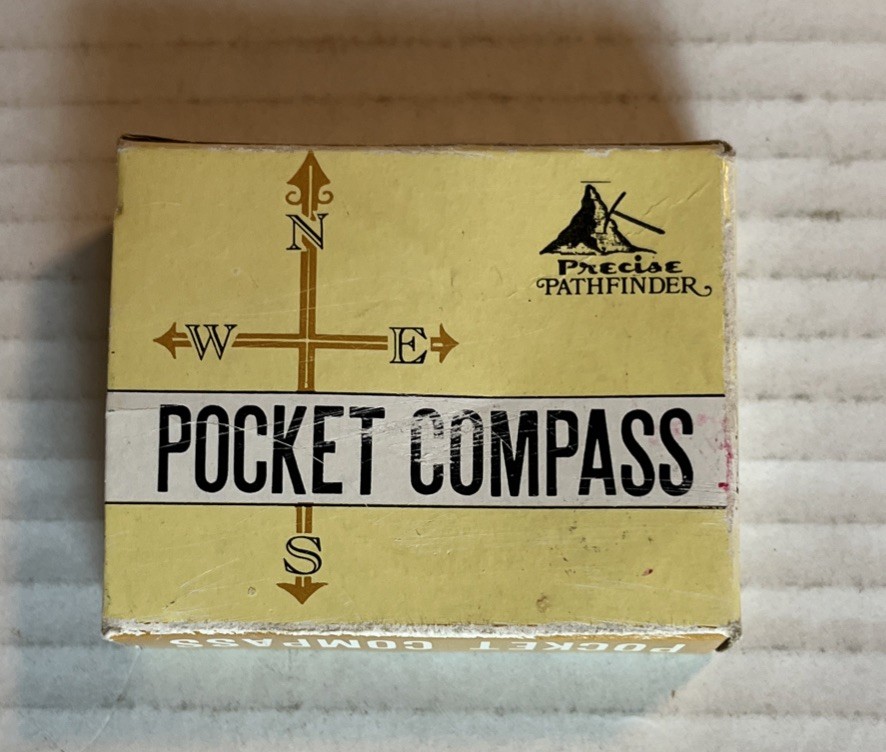 N
Precise
PATHFINDER
W E
POCKET COMPASS
S
POCKET COMPASS